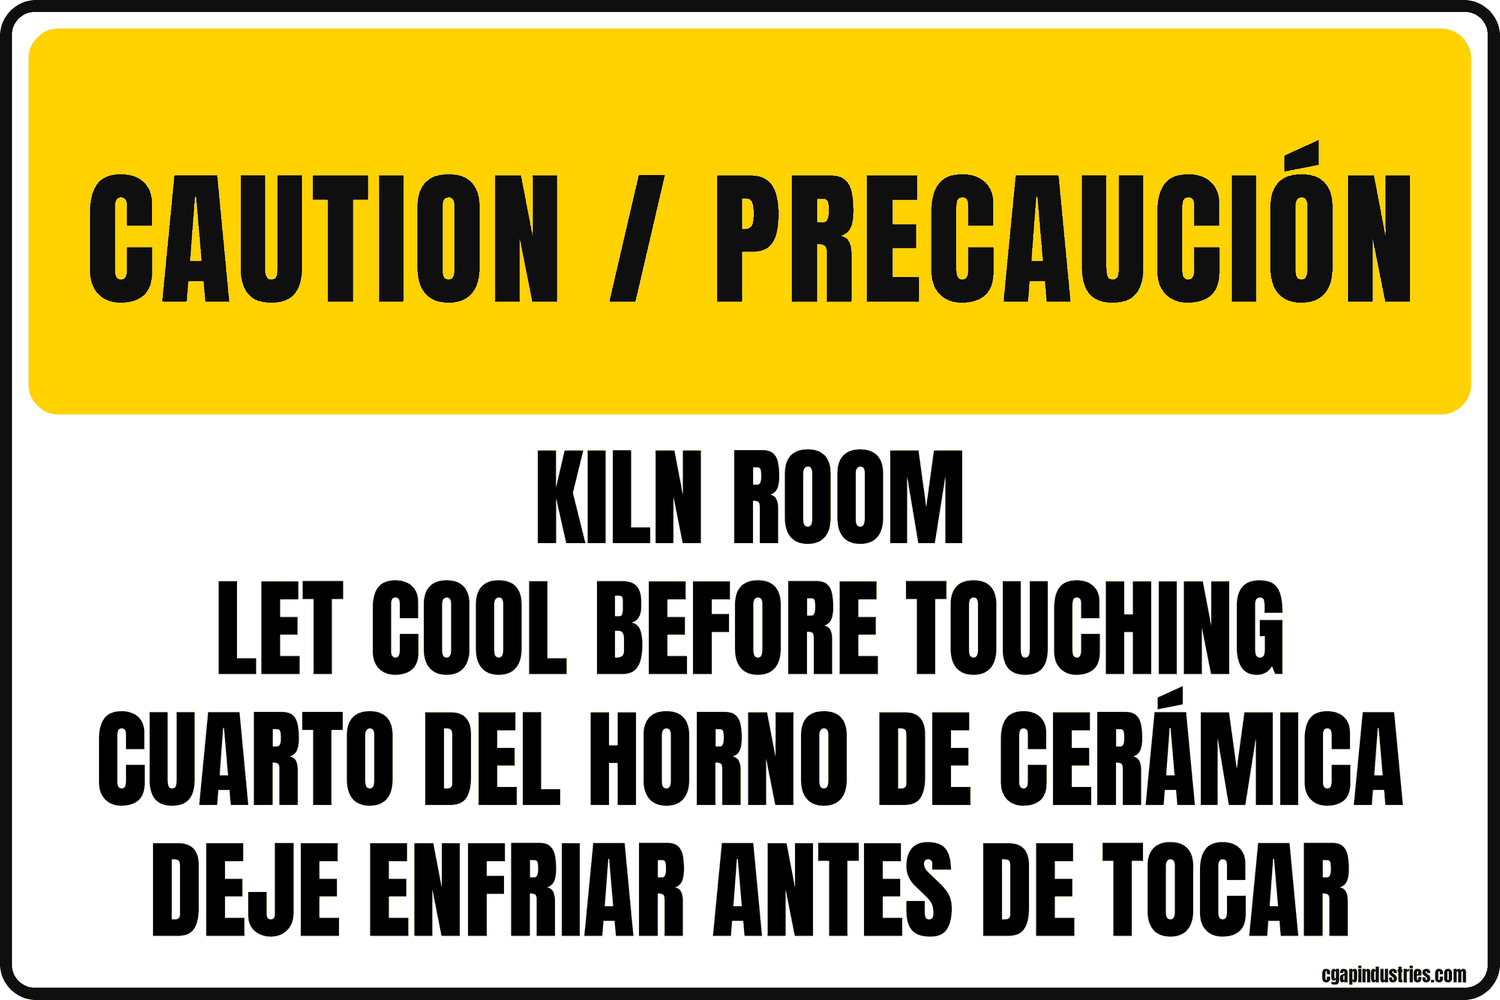 CAUTION / PRECAUCIÓN
KILN ROOM
LET COOL BEFORE TOUCHING
CUARTO DEL HORNO DE CERÁMICA
DEJE ENFRIAR ANTES DE TOCAR
cgapindustries.com